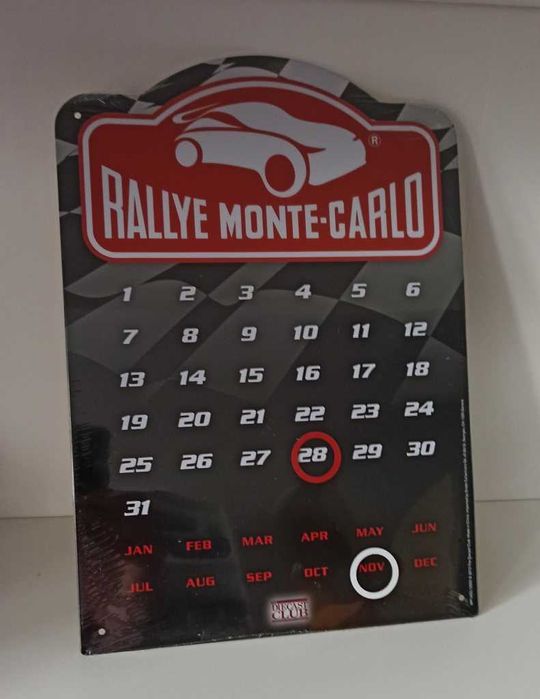 ®
RALLYE MONTE-CARLO
1 2 3 4 5 6
7 8 9 10 11 12
13 14 15 16 17 18
19 20 21 22 23 24
25 26 27 28 29 30
31
JAN FEB MAR APR MAY JUN
JUL AUG SEP OCT NOV DEC
DIECAST
CLUB